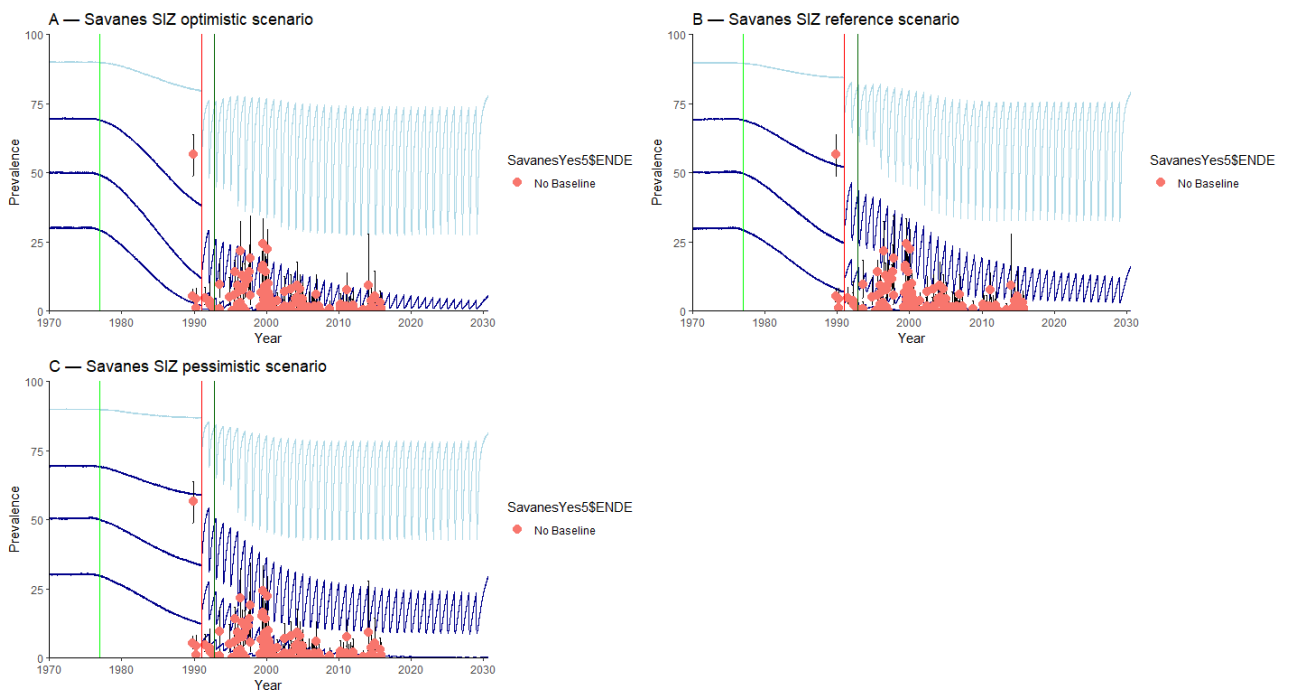 A — Savanes SIZ optimistic scenario
Prevalence
100
75
50
25
0
1970 1980 1990 2000 2010 2020 2030
Year
SavanesYes5$ENDE
No Baseline
B — Savanes SIZ reference scenario
Prevalence
100
75
50
25
0
1970 1980 1990 2000 2010 2020 2030
Year
SavanesYes5$ENDE
No Baseline
C — Savanes SIZ pessimistic scenario
Prevalence
100
75
50
25
0
1970 1980 1990 2000 2010 2020 2030
Year
SavanesYes5$ENDE
No Baseline